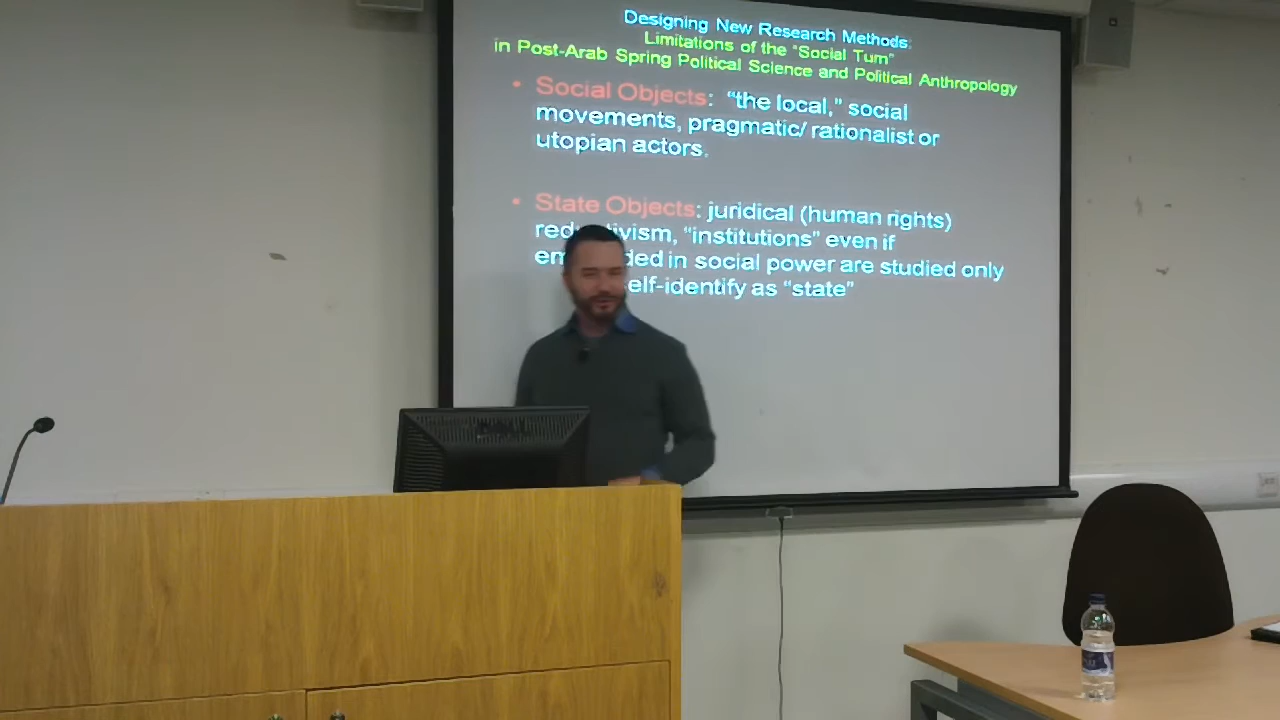 Designing New Research Methods:
Limitations of the "Social Turn"
in Post-Arab Spring Political Science and Political Anthropology
• Social Objects: "the local," social
movements, pragmatic/ rationalist or
utopian actors.
• State Objects: juridical (human rights)
"institutions" even if
in social power are studied only
as "state"
DELL